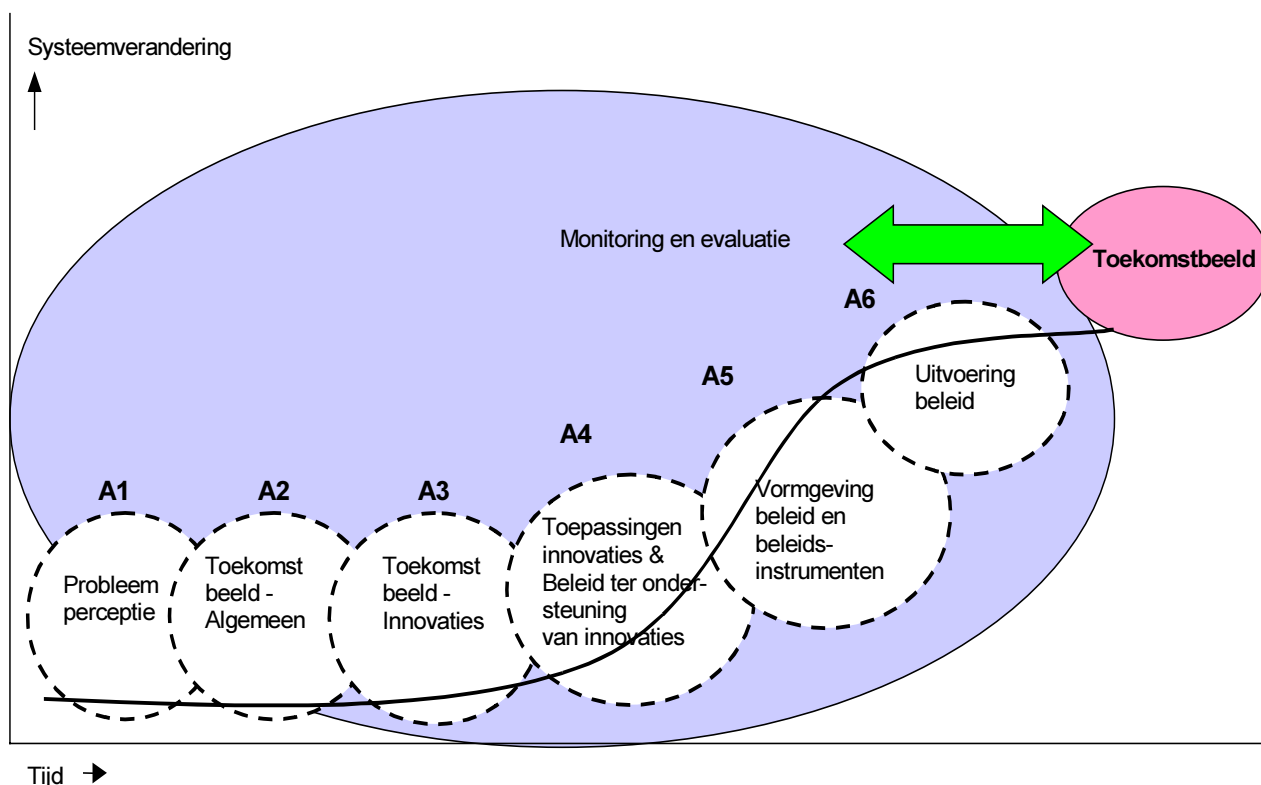 Systeemverandering
Monitoring en evaluatie
Toekomstbeeld
A6
Uitvoering
beleid
A5
Vormgeving
beleid en
beleids-
instrumenten
A4
Toepassingen
innovaties &
Beleid ter onder-
steuning
van innovaties
A1
Probleem
perceptie
A2
Toekomst
beeld -
Algemeen
A3
Toekomst
beeld -
Innovaties
Tijd